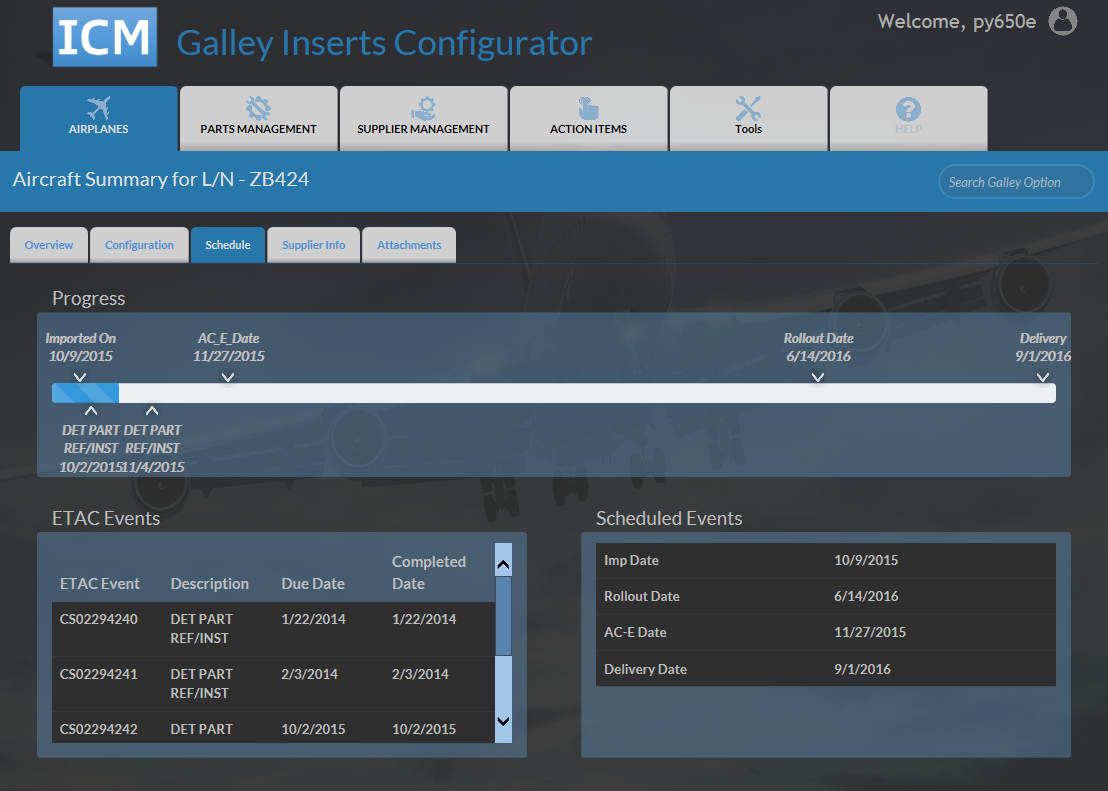 ICM Galley Inserts Configurator
Welcome, py650e
AIRPLANES
PARTS MANAGEMENT
SUPPLIER MANAGEMENT
ACTION ITEMS
Tools
HELP
Aircraft Summary for L/N - ZB424
Search Galley Option
Overview
Configuration
Schedule
Supplier Info
Attachments
Progress
Imported On
10/9/2015
AC_E_Date
11/27/2015
Rollout Date
6/14/2016
Delivery
9/1/2016
DET PART
REF/INST
10/2/2015
DET PART
REF/INST
11/4/2015
ETAC Events
ETAC Event Description Due Date Completed
Date
CS02294240 DET PART 1/22/2014 1/22/2014
REF/INST
CS02294241 DET PART 2/3/2014 2/3/2014
REF/INST
CS02294242 DET PART 10/2/2015 10/2/2015
Scheduled Events
Imp Date 10/9/2015
Rollout Date 6/14/2016
AC-E Date 11/27/2015
Delivery Date 9/1/2016